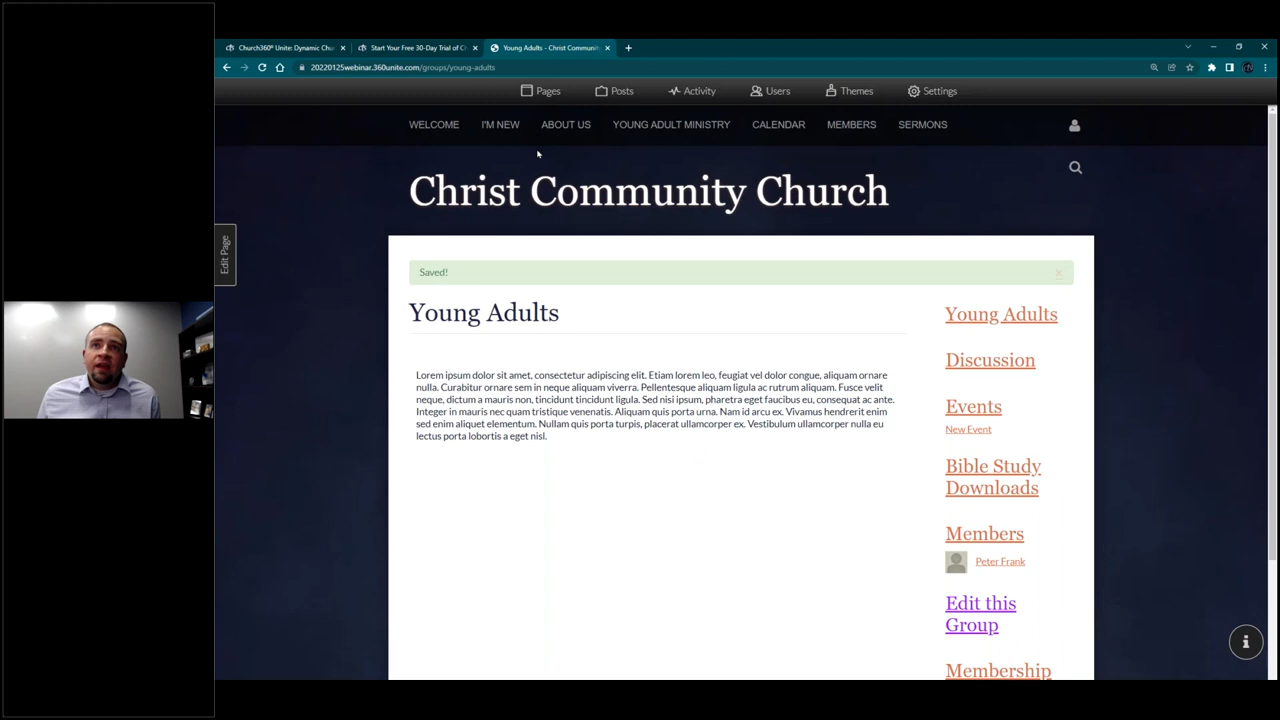 Church360º Unite: Dynamic Chu
Start Your Free 30-Day Trial of Ch
Young Adults - Christ Communit
20220125webinar.360unite.com/groups/young-adults
Pages
Posts
Activity
Users
Themes
Settings
WELCOME
I'M NEW
ABOUT US
YOUNG ADULT MINISTRY
CALENDAR
MEMBERS
SERMONS
Christ Community Church
Edit Page
Saved!
Young Adults
Lorem ipsum dolor sit amet, consectetur adipiscing elit. Etiam lorem leo, feugiat vel dolor congue, aliquam ornare
nulla. Curabitur ornare sem in neque aliquam viverra. Pellentesque aliquam ligula ac rutrum aliquam. Fusce velit
neque, dictum a mauris non, tincidunt tincidunt ligula. Sed nisi ipsum, pharetra eget faucibus eu, consequat ac ante.
Integer in mauris nec quam tristique venenatis. Aliquam quis porta urna. Nam id arcu ex. Vivamus hendrerit enim
sed enim aliquet elementum. Nullam quis porta turpis, placerat ullamcorper ex. Vestibulum ullamcorper nulla eu
lectus porta lobortis a eget nisl.
Young Adults
Discussion
Events
New Event
Bible Study
Downloads
Members
Peter Frank
Edit this
Group
Membership